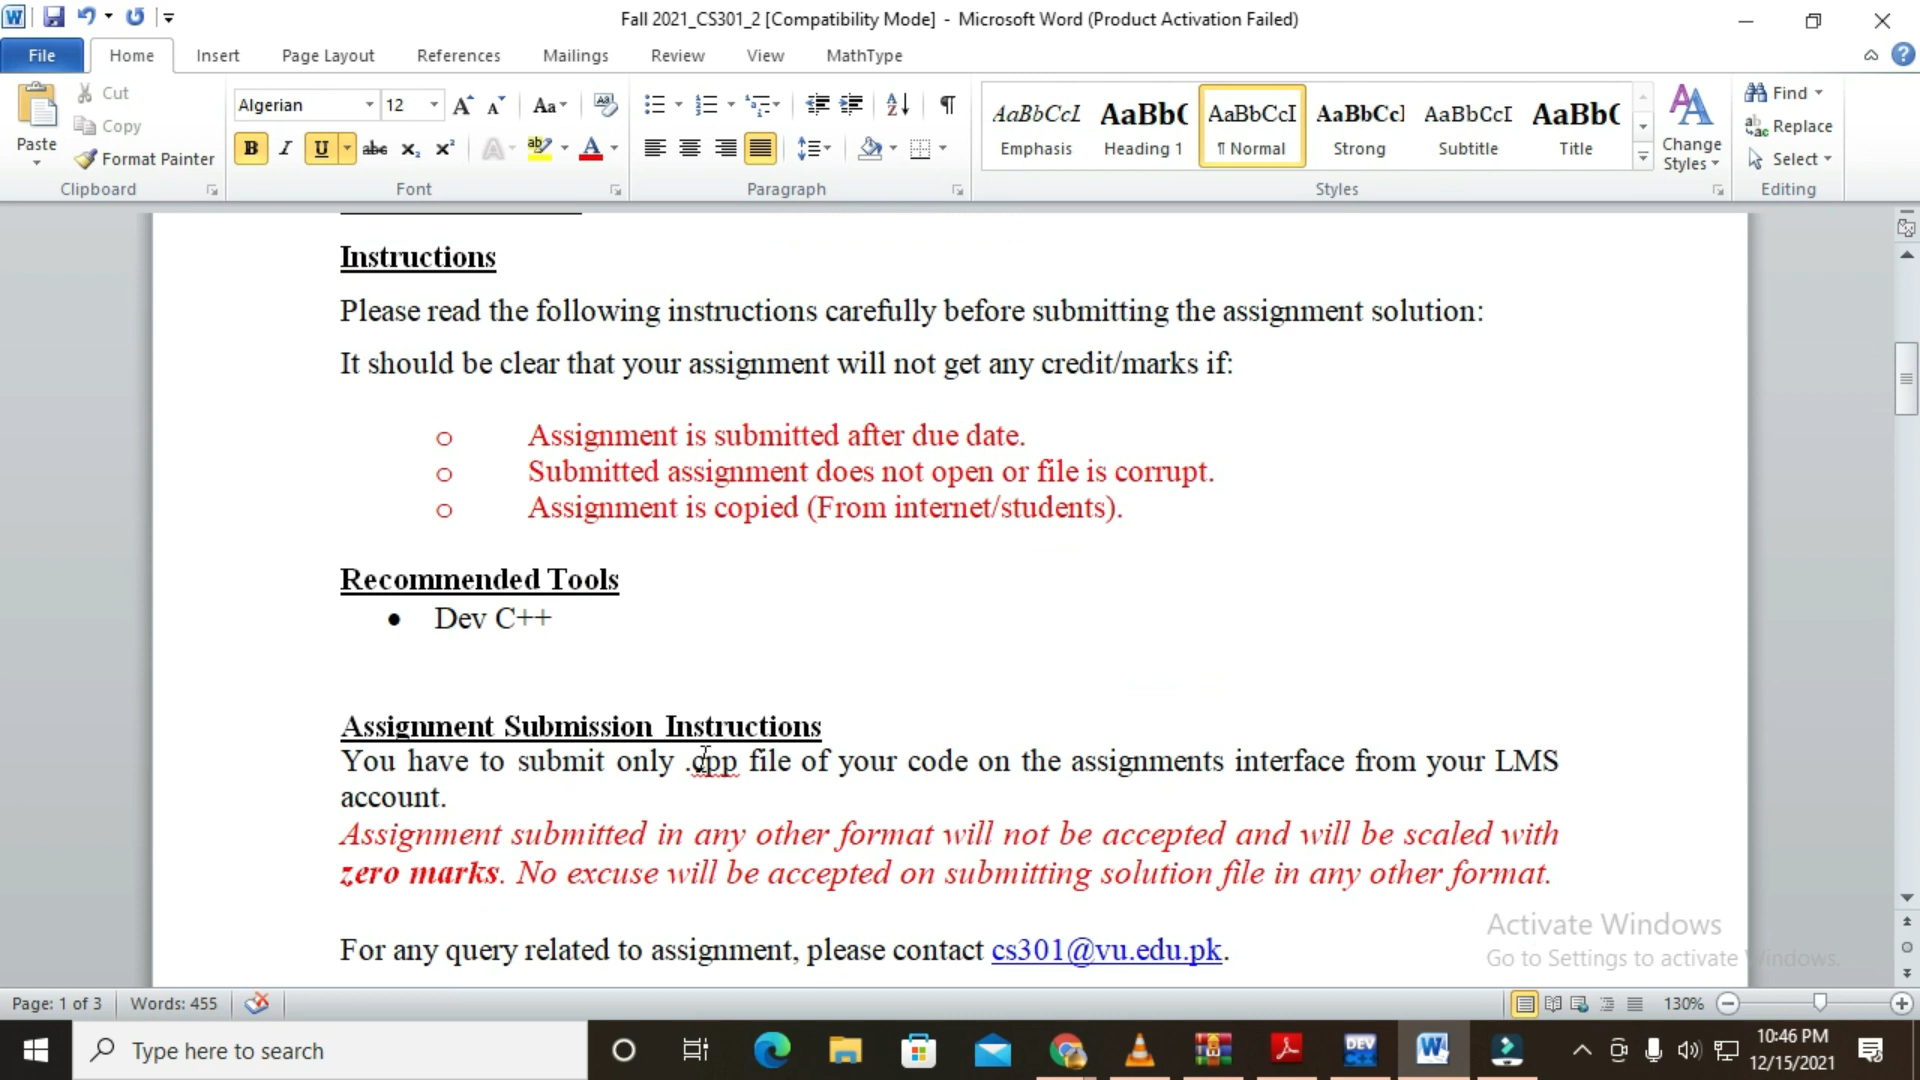 Fall 2021_CS301_2 [Compatibility Mode] - Microsoft Word (Product Activation Failed)
File Home Insert Page Layout References Mailings Review View MathType
Paste
Cut
Copy
Format Painter
Clipboard
Algerian 12
Font
Paragraph
AaBbCcI AaBb( AaBbCcI AaBbCcl AaBbCcI AaBb(
Emphasis Heading 1 ¶ Normal Strong Subtitle Title
Change Styles
Styles
Find
Replace
Select
Editing
Instructions
Please read the following instructions carefully before submitting the assignment solution:
It should be clear that your assignment will not get any credit/marks if:
o Assignment is submitted after due date.
o Submitted assignment does not open or file is corrupt.
o Assignment is copied (From internet/students).
Recommended Tools
• Dev C++
Assignment Submission Instructions
You have to submit only .cpp file of your code on the assignments interface from your LMS
account.
Assignment submitted in any other format will not be accepted and will be scaled with
zero marks. No excuse will be accepted on submitting solution file in any other format.
For any query related to assignment, please contact cs301@vu.edu.pk.
Activate Windows
Go to Settings to activate Windows.
Page: 1 of 3 Words: 455 130%
Type here to search
DEV
10:46 PM
12/15/2021